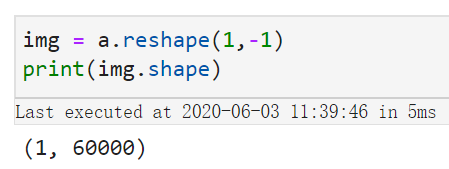 img = a.reshape(1,-1)
print(img.shape)
Last executed at 2020-06-03 11:39:46 in 5ms
(1, 60000)